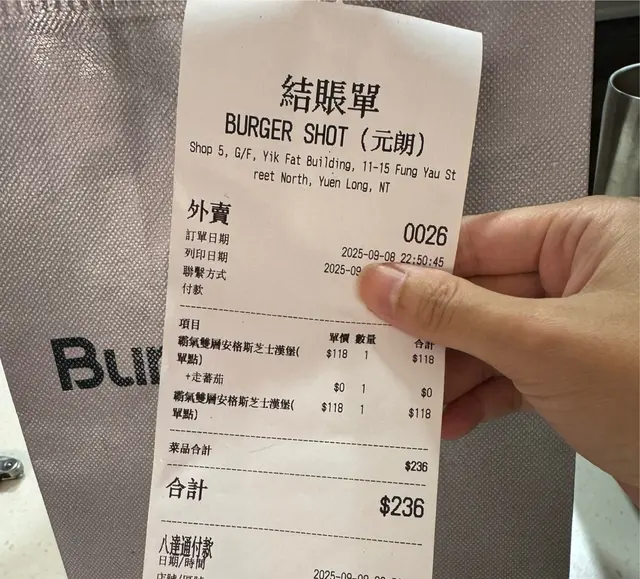 結賬單
BURGER SHOT (元朗)
Shop 5, G/F, Yik Fat Building, 11-15 Fung Yau St
reet North, Yuen Long, NT
外賣 0026
訂單日期 2025-09-08 22:50:45
列印日期 2025-09
聯繫方式
付款
項目 單價 數量 合計
霸氣雙層安格斯芝士漢堡( $118 1 $118
單點)
+走蕃茄 $0 1 $0
霸氣雙層安格斯芝士漢堡( $118 1 $118
單點)
菜品合計 $236
合計 $236
八達通付款
日期/時間 2025-09-08
Bur